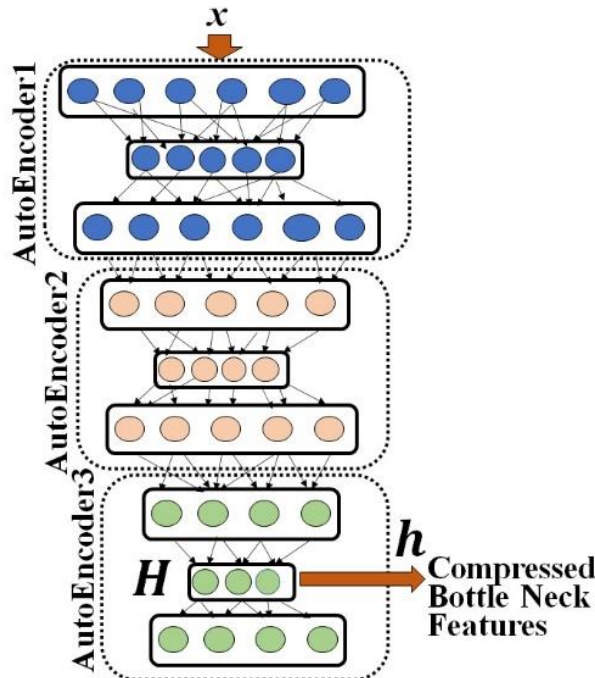 x
AutoEncoder1
AutoEncoder2
AutoEncoder3
H
h
Compressed
Bottle Neck
Features